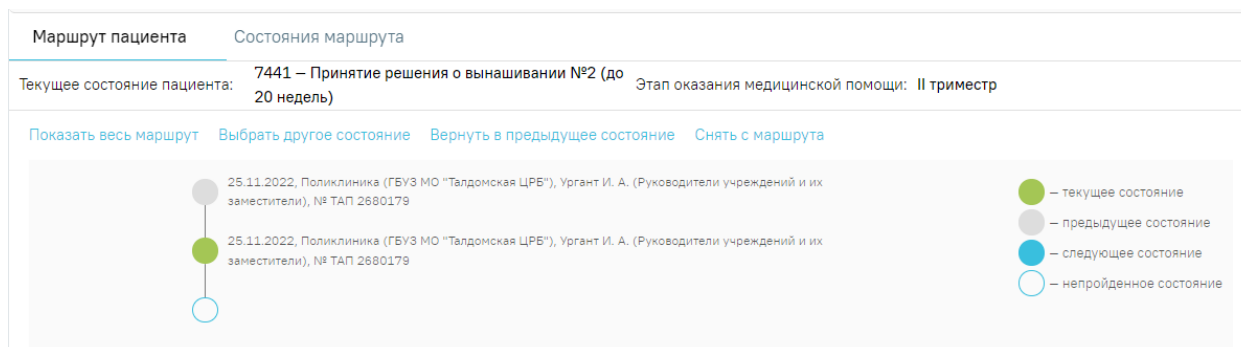 Маршрут пациента Состояния маршрута
Текущее состояние пациента: 7441 – Принятие решения о вынашивании №2 (до
20 недель)
Этап оказания медицинской помощи: II триместр
Показать весь маршрут Выбрать другое состояние Вернуть в предыдущее состояние Снять с маршрута
25.11.2022, Поликлиника (ГБУЗ МО "Талдомская ЦРБ"), Ургант И. А. (Руководители учреждений и их
заместители), № ТАП 2680179
25.11.2022, Поликлиника (ГБУЗ МО "Талдомская ЦРБ"), Ургант И. А. (Руководители учреждений и их
заместители), № ТАП 2680179
– текущее состояние
– предыдущее состояние
– следующее состояние
– непройденное состояние